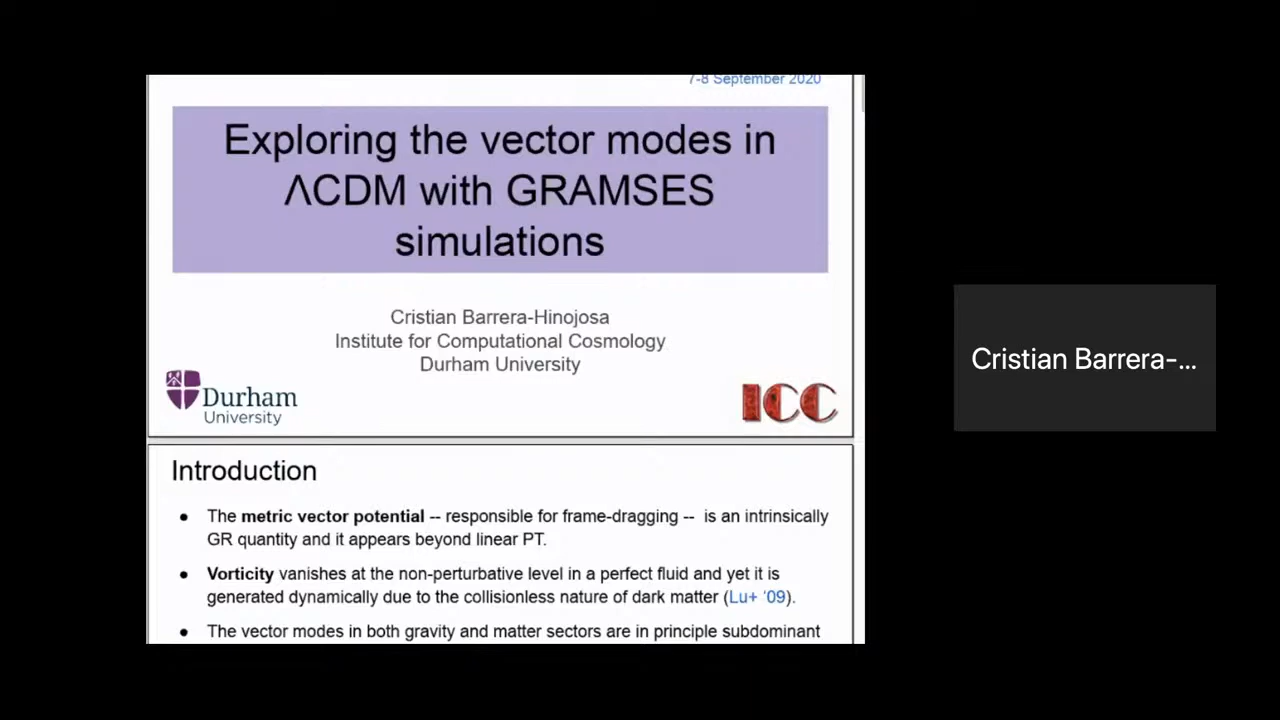 7-8 September 2020
Exploring the vector modes in
ΛCDM with GRAMSES
simulations
Cristian Barrera-Hinojosa
Institute for Computational Cosmology
Durham University
Durham
University
ICC
Introduction
● The metric vector potential -- responsible for frame-dragging -- is an intrinsically
GR quantity and it appears beyond linear PT.
● Vorticity vanishes at the non-perturbative level in a perfect fluid and yet it is
generated dynamically due to the collisionless nature of dark matter (Lu+ ‘09).
● The vector modes in both gravity and matter sectors are in principle subdominant
Cristian Barrera-...